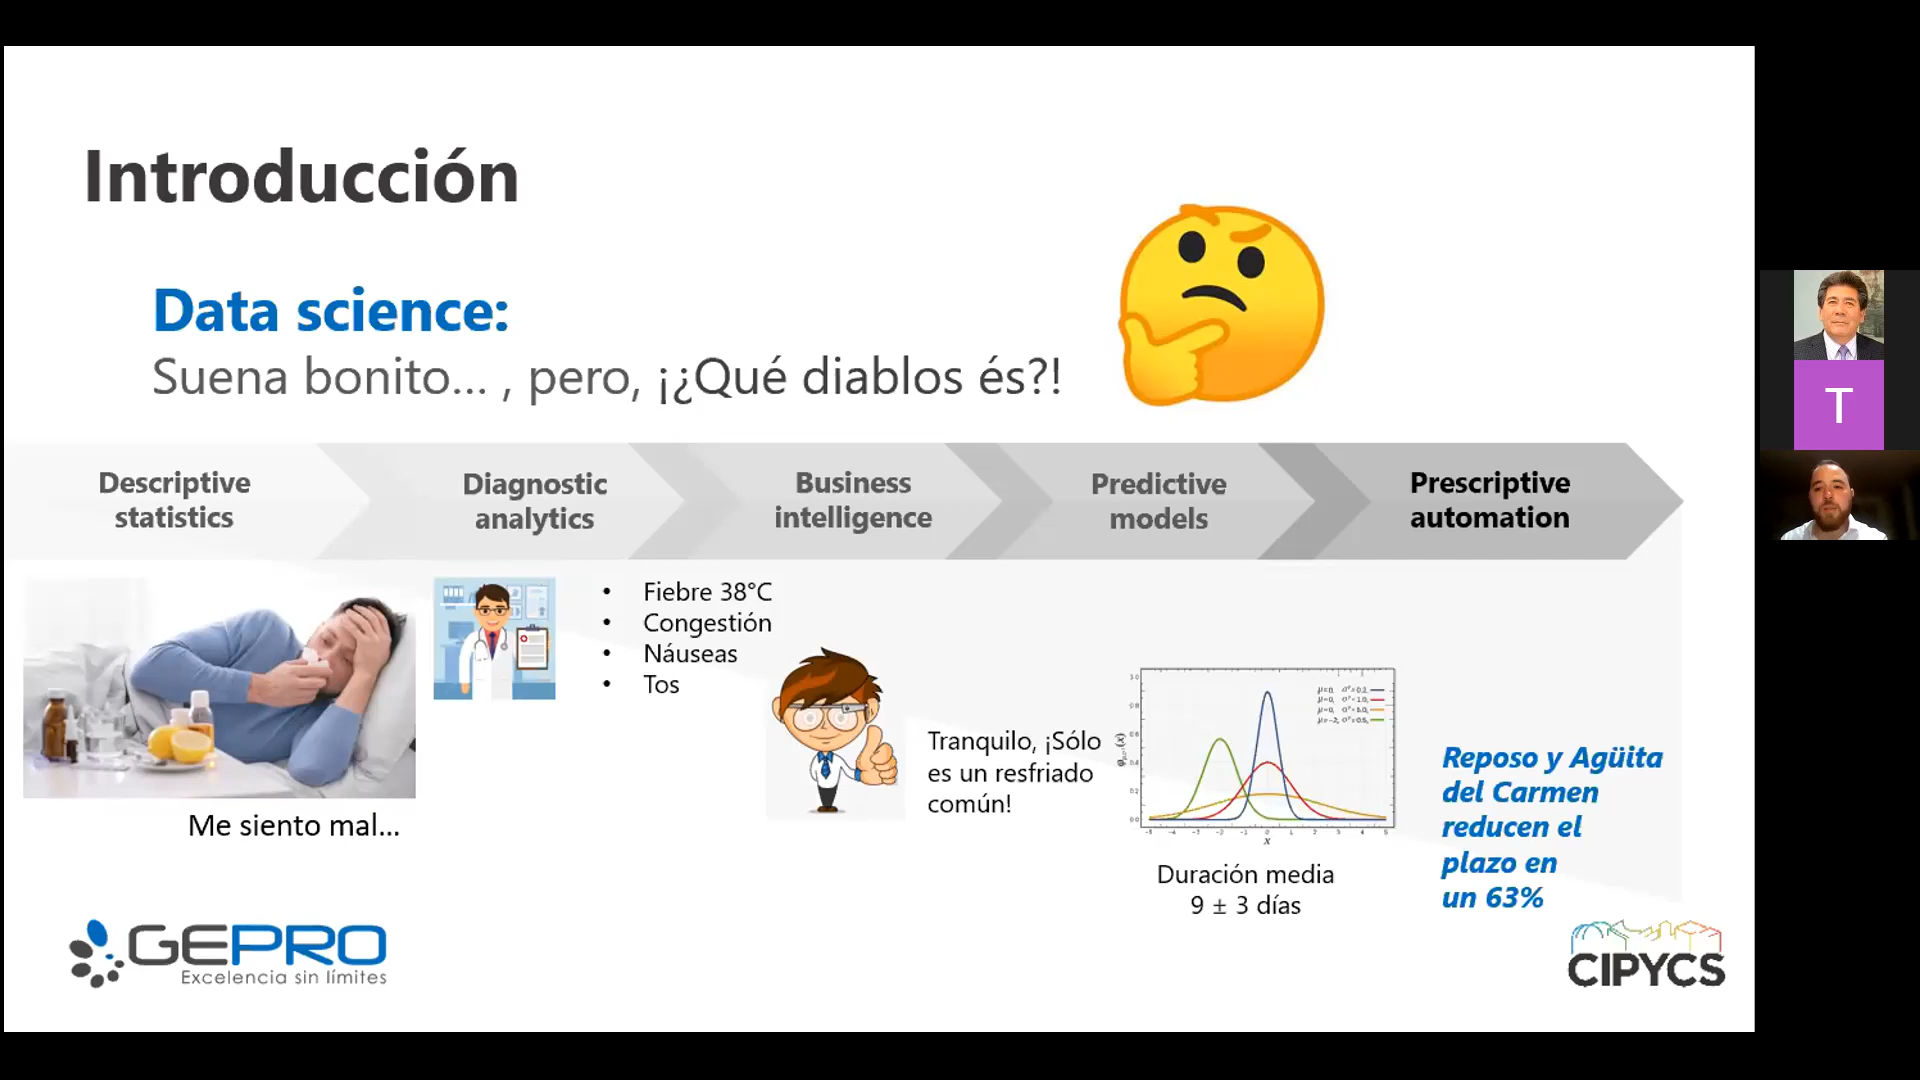 Introducción
Data science:
Suena bonito... , pero, ¡¿Qué diablos és?!
Descriptive
statistics
Diagnostic
analytics
Business
intelligence
Predictive
models
Prescriptive
automation
• Fiebre 38°C
• Congestión
• Náuseas
• Tos
Me siento mal...
Tranquilo, ¡Sólo
es un resfriado
común!
Duración media
9 ± 3 días
Reposo y Agüita
del Carmen
reducen el
plazo en
un 63%
GEPRO
Excelencia sin límites
CIPYCS
T